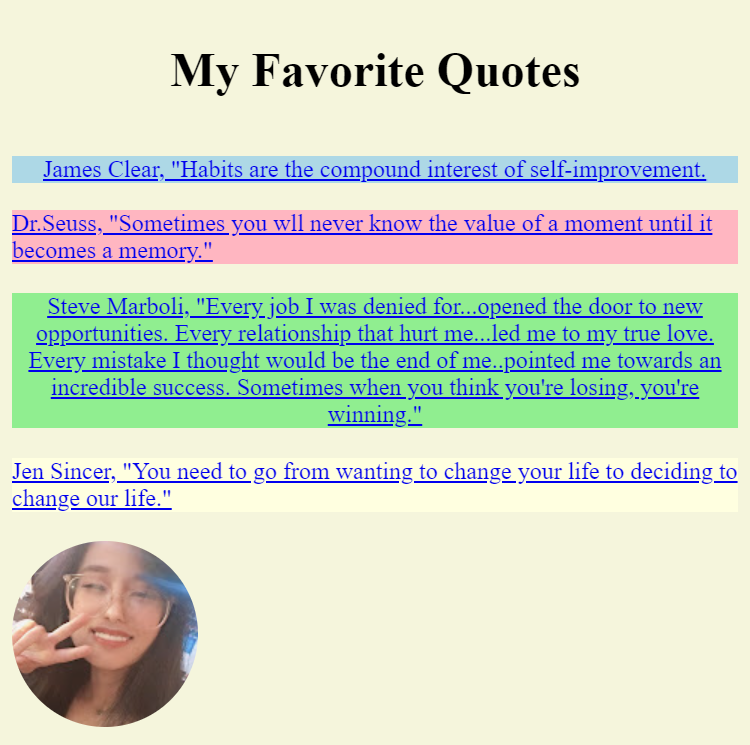 My Favorite Quotes
James Clear, "Habits are the compound interest of self-improvement.
Dr.Seuss, "Sometimes you wll never know the value of a moment until it
becomes a memory."
Steve Marboli, "Every job I was denied for...opened the door to new
opportunities. Every relationship that hurt me...led me to my true love.
Every mistake I thought would be the end of me..pointed me towards an
incredible success. Sometimes when you think you're losing, you're
winning."
Jen Sincer, "You need to go from wanting to change your life to deciding to
change our life."